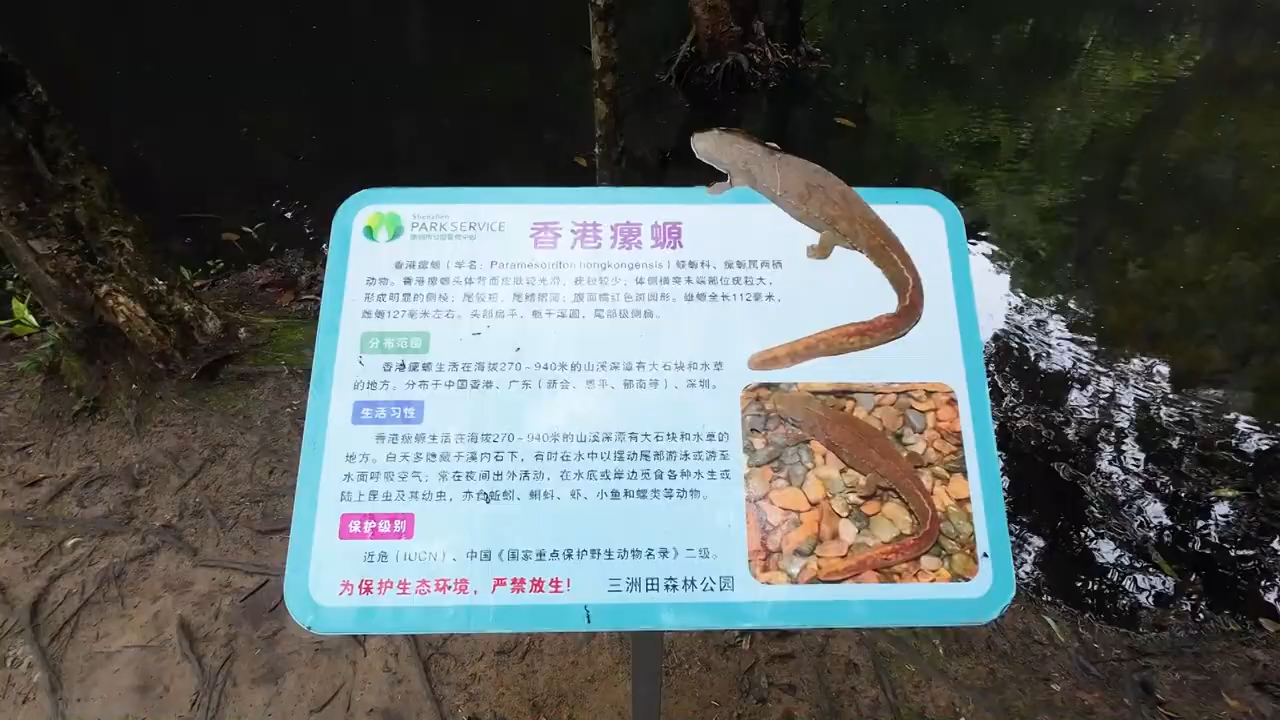 Shenzhen
PARK SERVICE
深圳市公园服务中心
香港瘰螈
香港瘰螈（学名：Paramesotriton hongkongensis）蝾螈科、瘰螈属两栖
动物。香港瘰螈头体背面皮肤较光滑，疣粒较少；体侧横突末端部位疣粒大，
形成明显的侧棱；尾较短，尾鳍褶薄；腹面橘红色斑圆形。雄螈全长112毫米，
雌螈127毫米左右。头部扁平，躯干浑圆，尾部极侧扁。
分布范围
香港瘰螈生活在海拔270～940米的山溪深潭有大石块和水草
的地方。分布于中国香港、广东（新会、恩平、郁南等）、深圳。
生活习性
香港瘰螈生活在海拔270～940米的山溪深潭有大石块和水草的
地方。白天多隐藏于溪内石下，有时在水中以摆动尾部游泳或游至
水面呼吸空气；常在夜间出外活动，在水底或岸边觅食各种水生或
陆上昆虫及其幼虫，亦食蚯蚓、蝌蚪、虾、小鱼和螺类等动物。
保护级别
近危（IUCN）、中国《国家重点保护野生动物名录》二级。
为保护生态环境，严禁放生！
三洲田森林公园